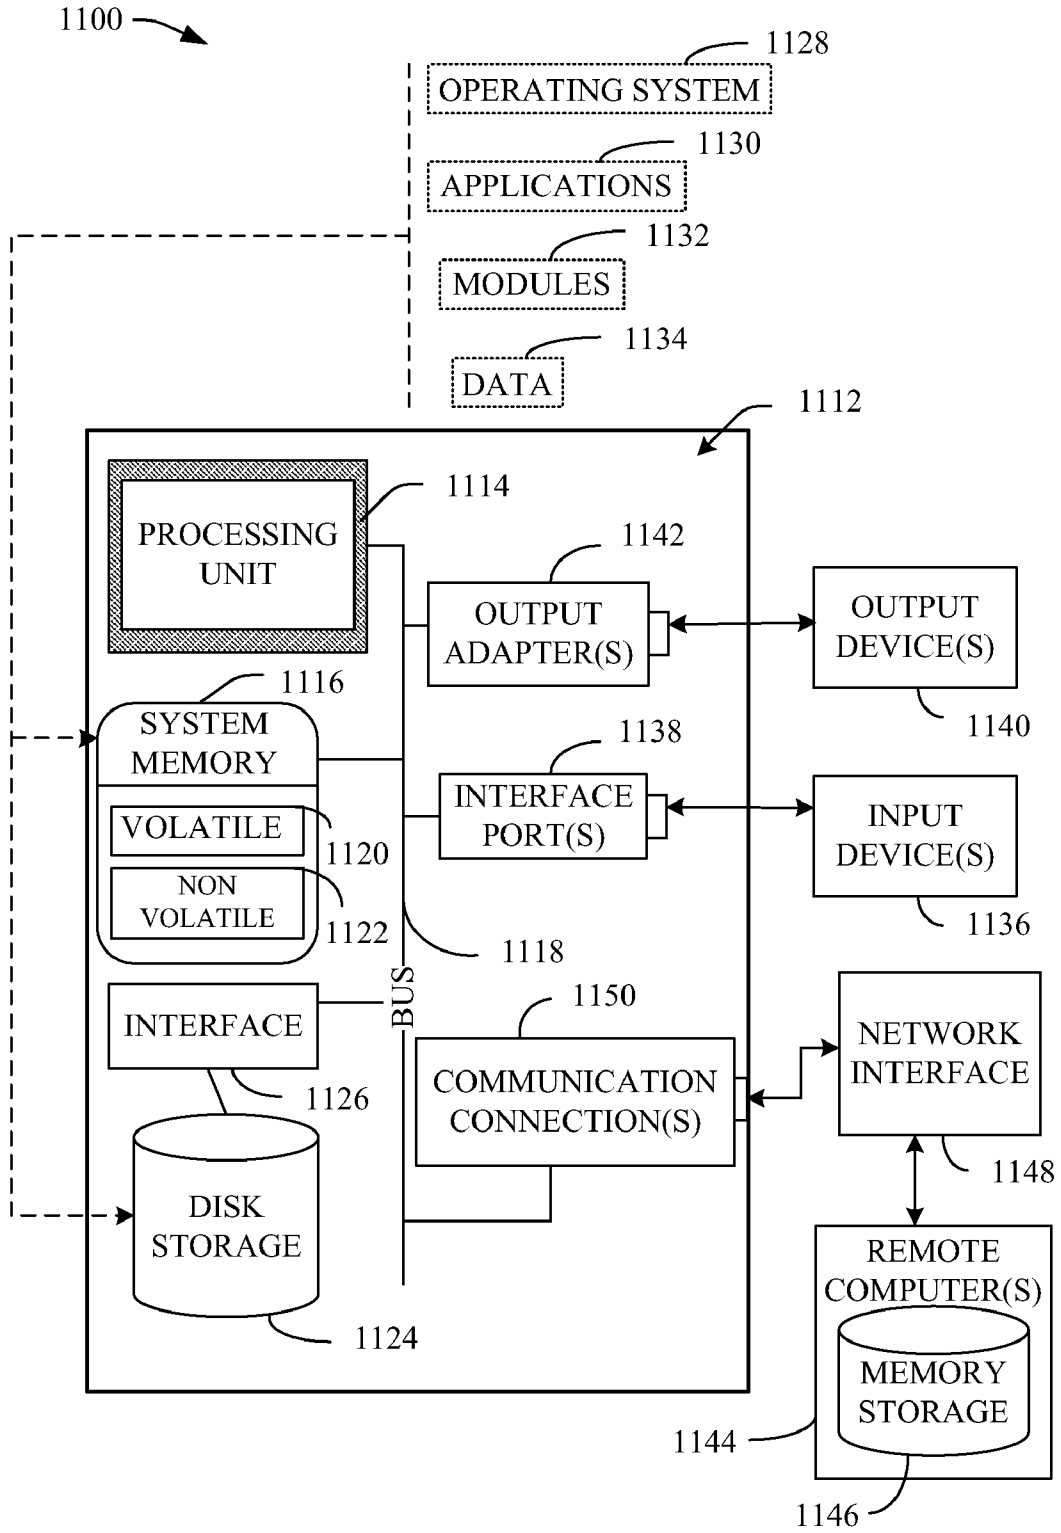 1100
1128
OPERATING SYSTEM
1130
APPLICATIONS
1132
MODULES
1134
DATA
1112
1114
PROCESSING
UNIT
1142
OUTPUT
ADAPTER(S)
OUTPUT
DEVICE(S)
1140
1116
SYSTEM
MEMORY
VOLATILE
1120
NON
VOLATILE
1122
1138
INTERFACE
PORT(S)
INPUT
DEVICE(S)
1136
1118
BUS
INTERFACE
1126
1150
COMMUNICATION
CONNECTION(S)
NETWORK
INTERFACE
1148
DISK
STORAGE
1124
REMOTE
COMPUTER(S)
MEMORY
STORAGE
1144
1146